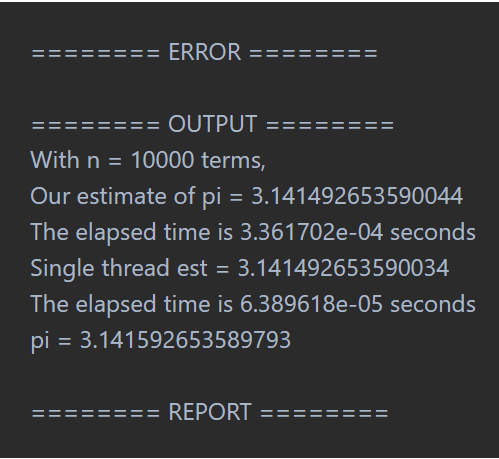 ======== ERROR ========
======== OUTPUT ========
With n = 10000 terms,
Our estimate of pi = 3.141492653590044
The elapsed time is 3.361702e-04 seconds
Single thread est = 3.141492653590034
The elapsed time is 6.389618e-05 seconds
pi = 3.141592653589793
======== REPORT ========